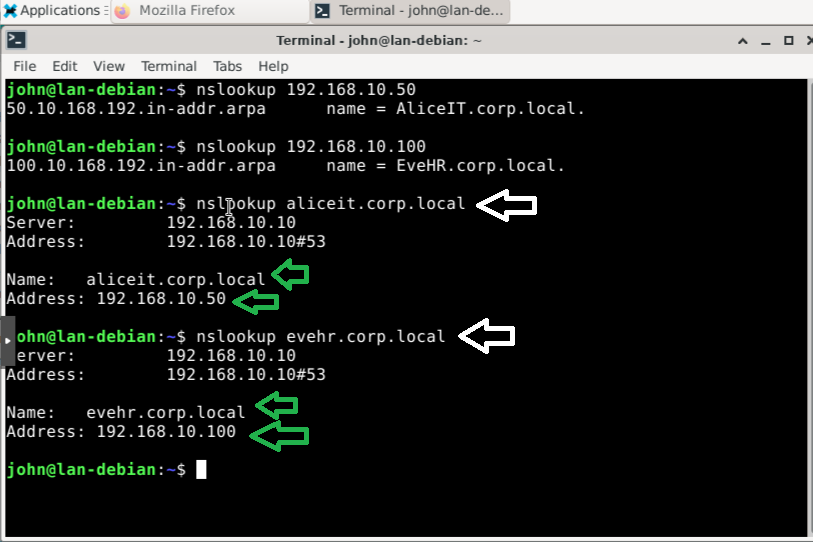 Applications Mozilla Firefox Terminal - john@lan-de...
Terminal - john@lan-debian: ~
File Edit View Terminal Tabs Help
john@lan-debian:~$ nslookup 192.168.10.50
50.10.168.192.in-addr.arpa name = AliceIT.corp.local.
john@lan-debian:~$ nslookup 192.168.10.100
100.10.168.192.in-addr.arpa name = EveHR.corp.local.
john@lan-debian:~$ nslookup aliceit.corp.local
Server: 192.168.10.10
Address: 192.168.10.10#53
Name: aliceit.corp.local
Address: 192.168.10.50
ohn@lan-debian:~$ nslookup evehr.corp.local
erver: 192.168.10.10
Address: 192.168.10.10#53
Name: evehr.corp.local
Address: 192.168.10.100
john@lan-debian:~$